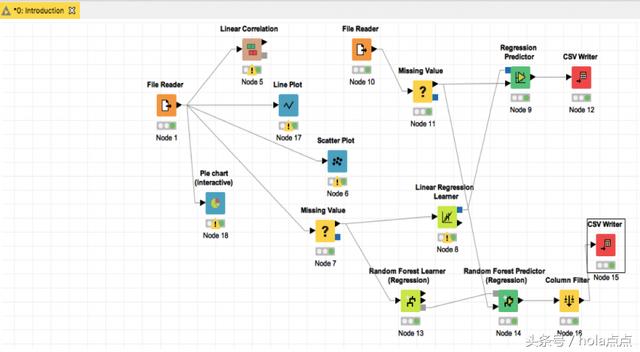 *0: Introduction
Linear Correlation
Node 5
File Reader
Node 10
Regression
Predictor
Node 9
CSV Writer
Node 12
Missing Value
Node 11
File Reader
Node 1
Line Plot
Node 17
Scatter Plot
Node 6
Pie chart
(interactive)
Node 18
Missing Value
Node 7
Linear Regression
Learner
Node 8
CSV Writer
Node 15
Random Forest Learner
(Regression)
Node 13
Random Forest Predictor
(Regression)
Node 14
Column Filter
Node 16
头条号 / hola点点